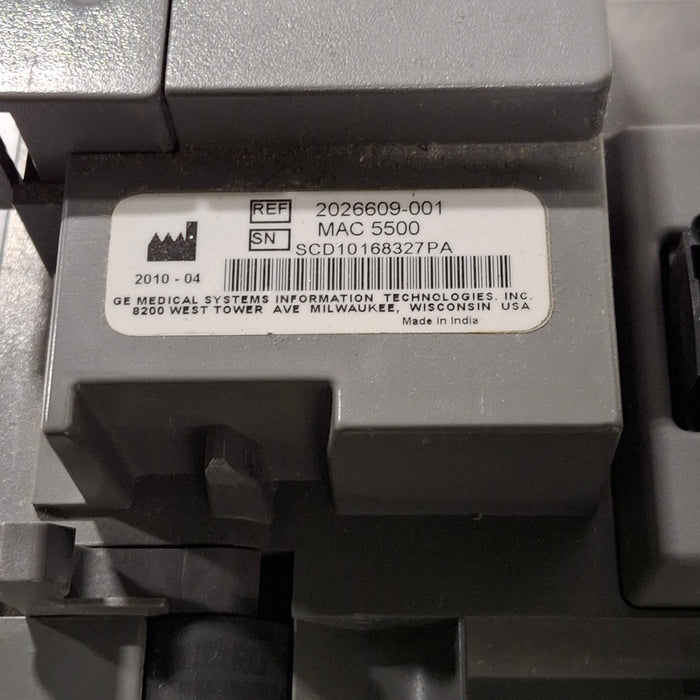 REF 2026609-001
MAC 5500
SN SCD10168327PA
2010 - 04
GE MEDICAL SYSTEMS INFORMATION TECHNOLOGIES. INC.
8200 WEST TOWER AVE MILWAUKEE, WISCONSIN USA
Made in India